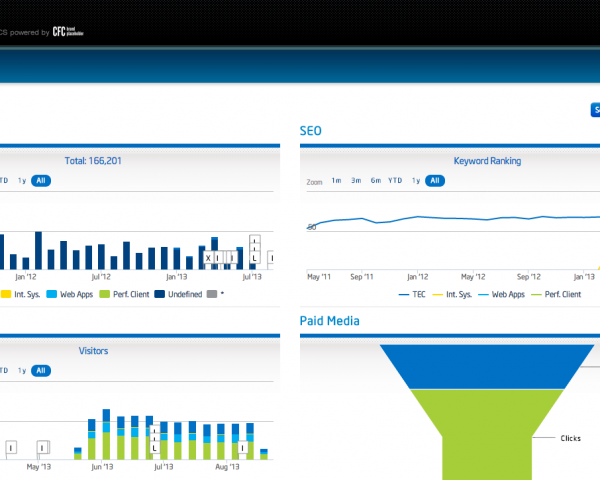 CS powered by CFC brand placeholder
SEO
Total: 166,201
Keyword Ranking
TD 1y All
Zoom 1m 3m 6m YTD 1y All
50
X I I I I L
Jan '12 Jul '12 Jan '13 Jul '13
May '11 Sep '11 Jan '12 May '12 Sep '12 Jan '13
Int. Sys. Web Apps Perf. Client Undefined *
TEC Int. Sys. Web Apps Perf. Client
Paid Media
Visitors
TD 1y All
I I L I
Clicks
May '13 Jun '13 Jul '13 Aug '13